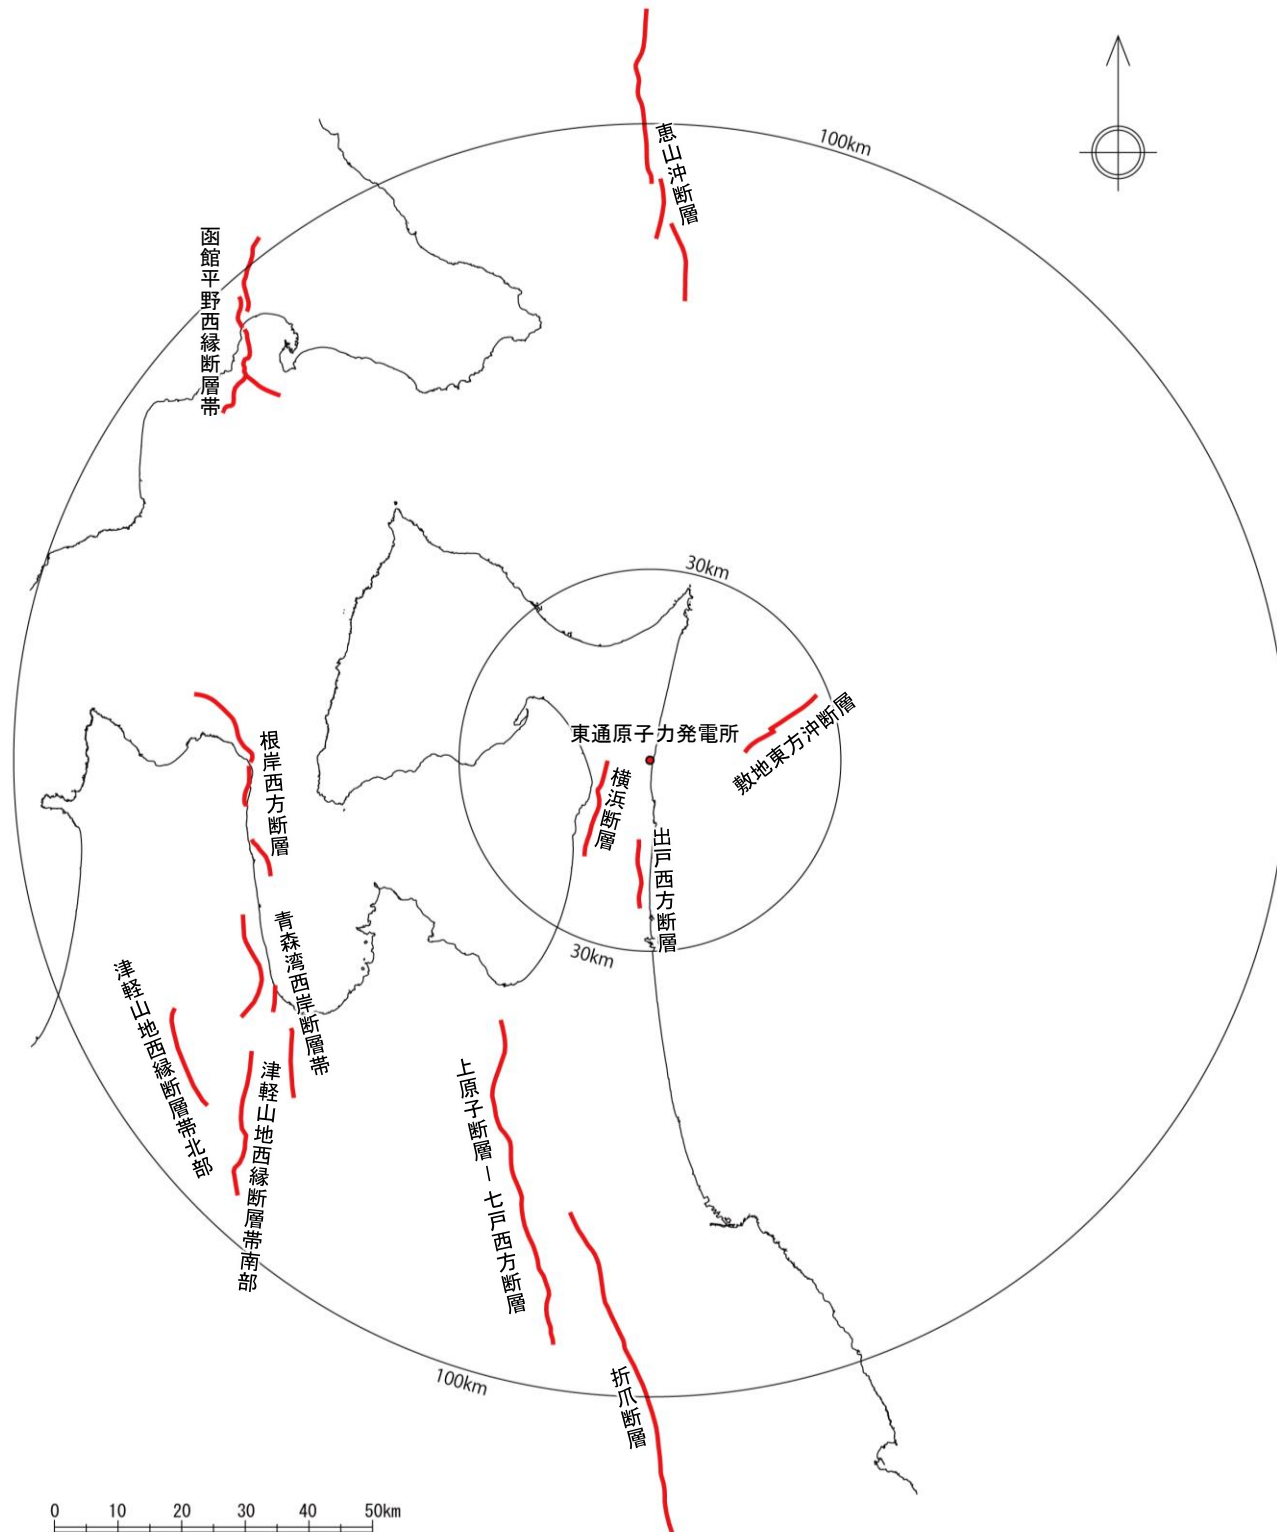 100km
恵山沖断層
函館平野西縁断層帯
30km
東通原子力発電所
敷地東方沖断層
横浜断層
出戸西方断層
根岸西方断層
30km
青森湾西岸断層帯
津軽山地西縁断層帯北部
津軽山地西縁断層帯南部
上原子断層－七戸西方断層
折爪断層
100km
0 10 20 30 40 50km